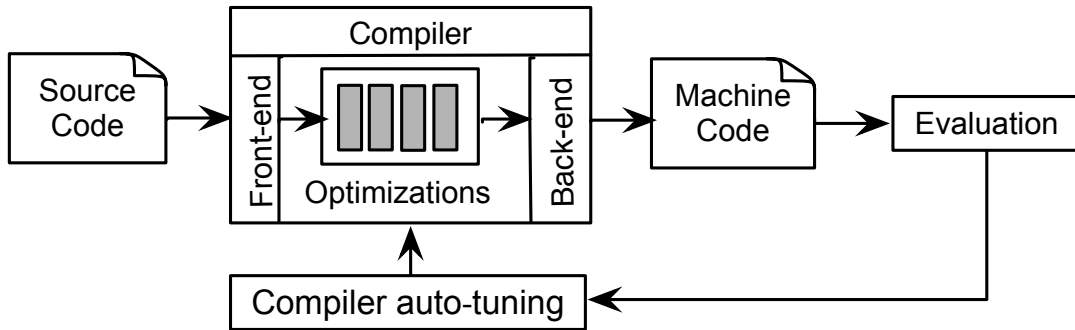 Compiler
Source
Code
Front-end
Optimizations
Back-end
Machine
Code
Evaluation
Compiler auto-tuning